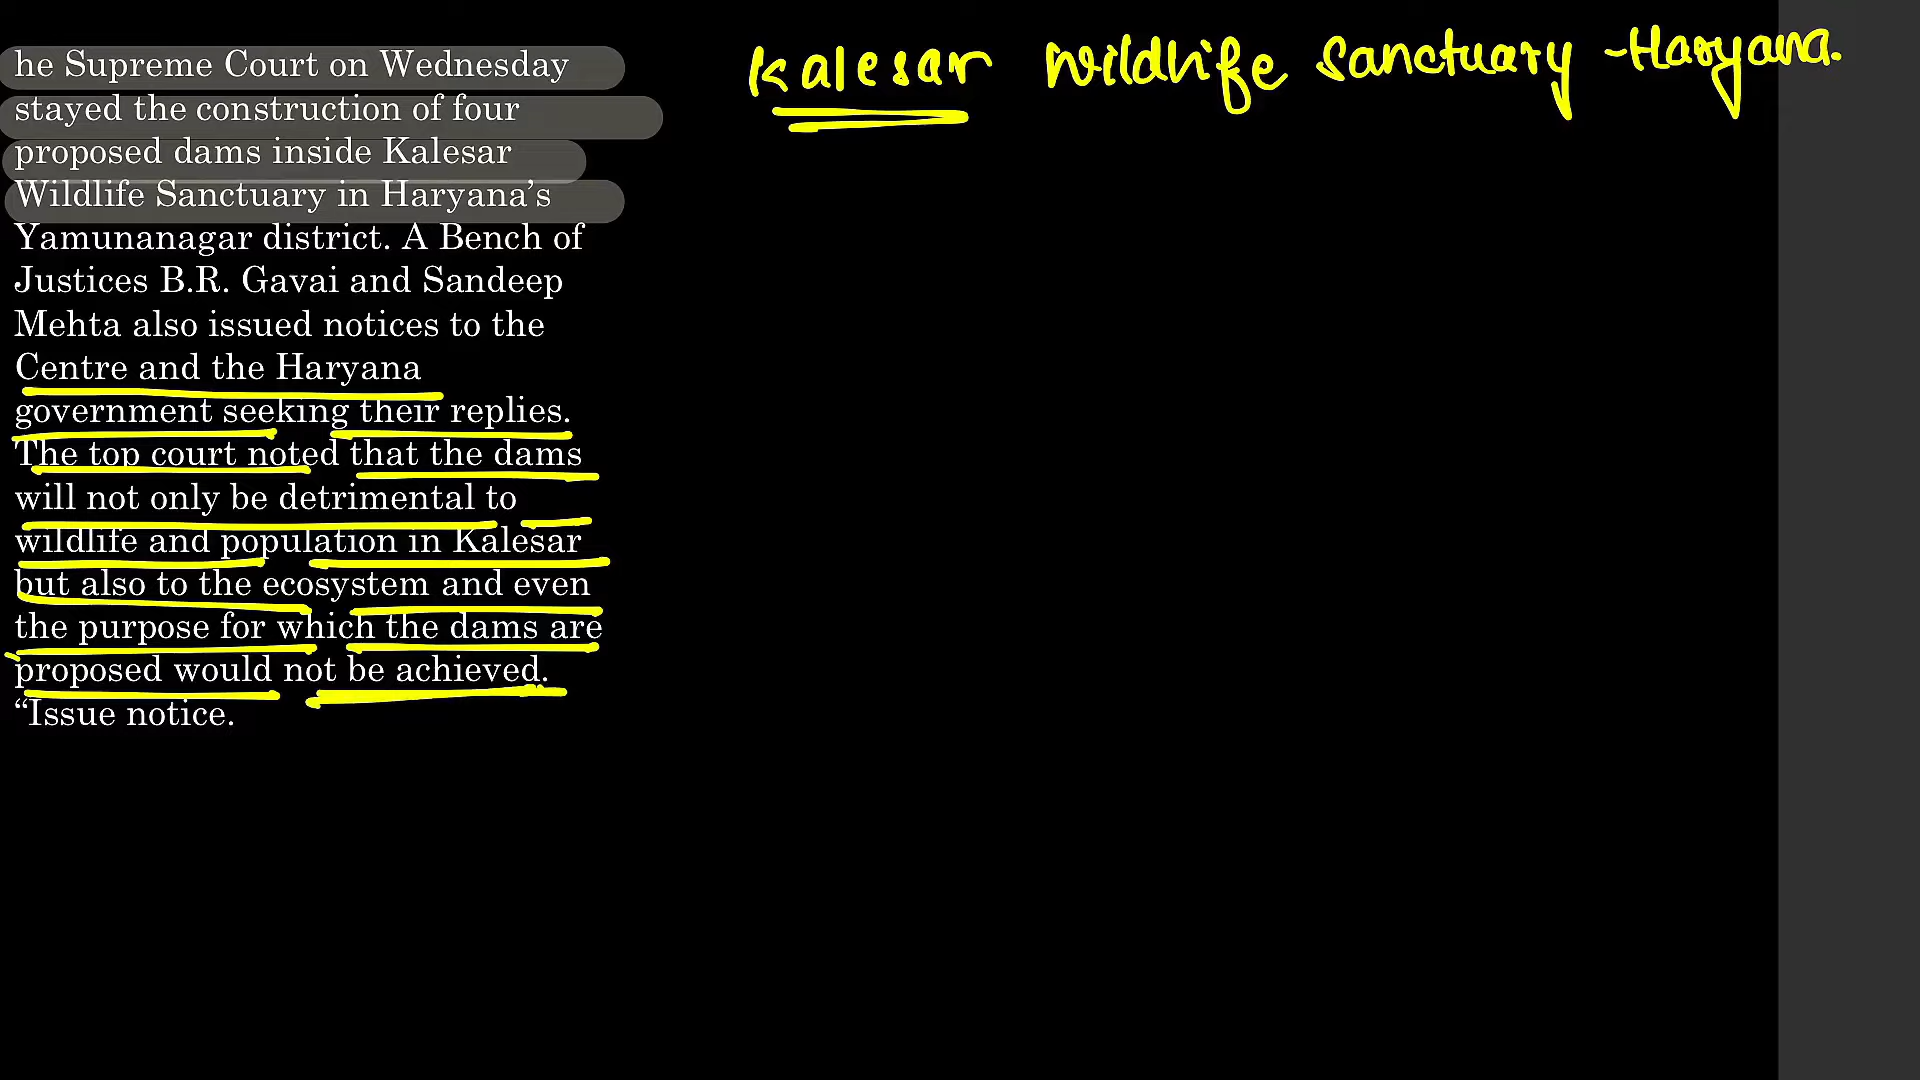 he Supreme Court on Wednesday
stayed the construction of four
proposed dams inside Kalesar
Wildlife Sanctuary in Haryana’s
Yamunanagar district. A Bench of
Justices B.R. Gavai and Sandeep
Mehta also issued notices to the
Centre and the Haryana
government seeking their replies.
The top court noted that the dams
will not only be detrimental to
wildlife and population in Kalesar
but also to the ecosystem and even
the purpose for which the dams are
proposed would not be achieved.
“Issue notice.
Kalesar Wildlife Sanctuary -Haryana.